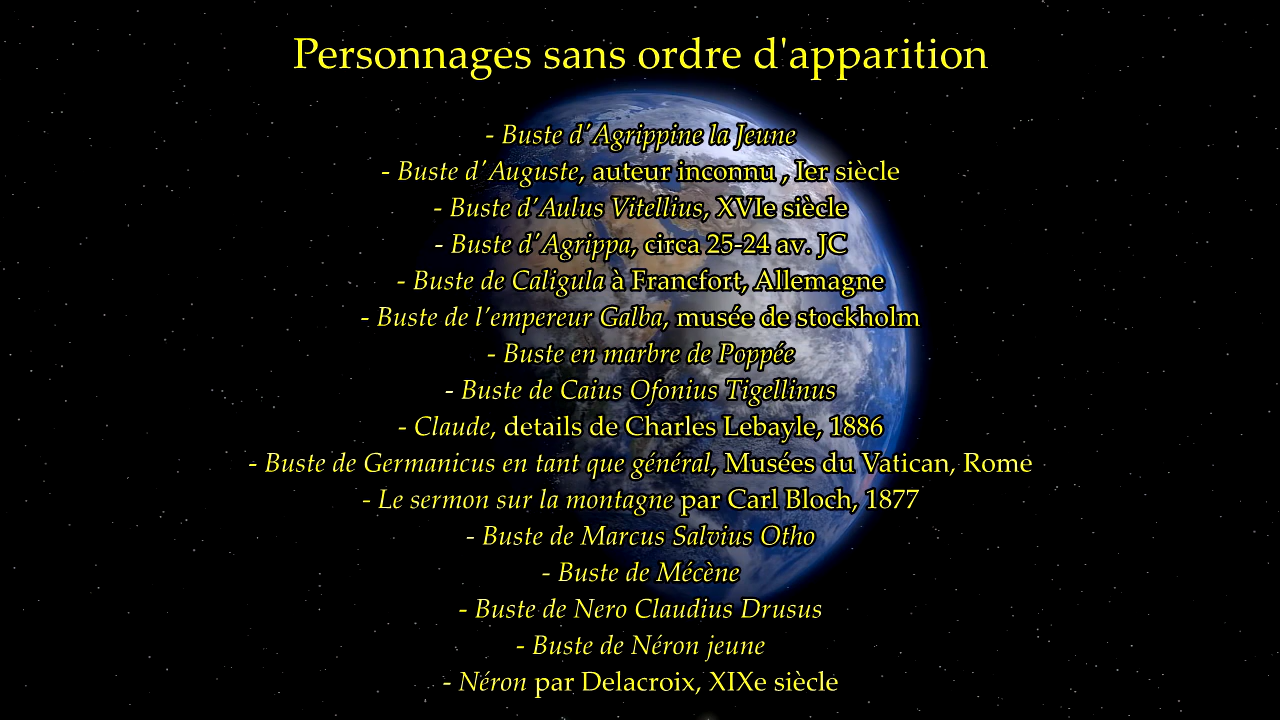 Personnages sans ordre d'apparition
- Buste d'Agrippine la Jeune
- Buste d'Auguste, auteur inconnu , Ier siècle
- Buste d'Aulus Vitellius, XVIe siècle
- Buste d'Agrippa, circa 25-24 av. JC
- Buste de Caligula à Francfort, Allemagne
- Buste de l'empereur Galba, musée de stockholm
- Buste en marbre de Poppée
- Buste de Caius Ofonius Tigellinus
- Claude, details de Charles Lebayle, 1886
- Buste de Germanicus en tant que général, Musées du Vatican, Rome
- Le sermon sur la montagne par Carl Bloch, 1877
- Buste de Marcus Salvius Otho
- Buste de Mécène
- Buste de Nero Claudius Drusus
- Buste de Néron jeune
- Néron par Delacroix, XIXe siècle